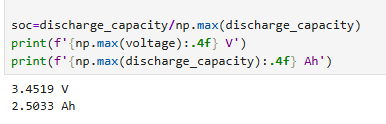 soc=discharge_capacity/np.max(discharge_capacity)
print(f'{np.max(voltage):.4f} V')
print(f'{np.max(discharge_capacity):.4f} Ah')
3.4519 V
2.5033 Ah